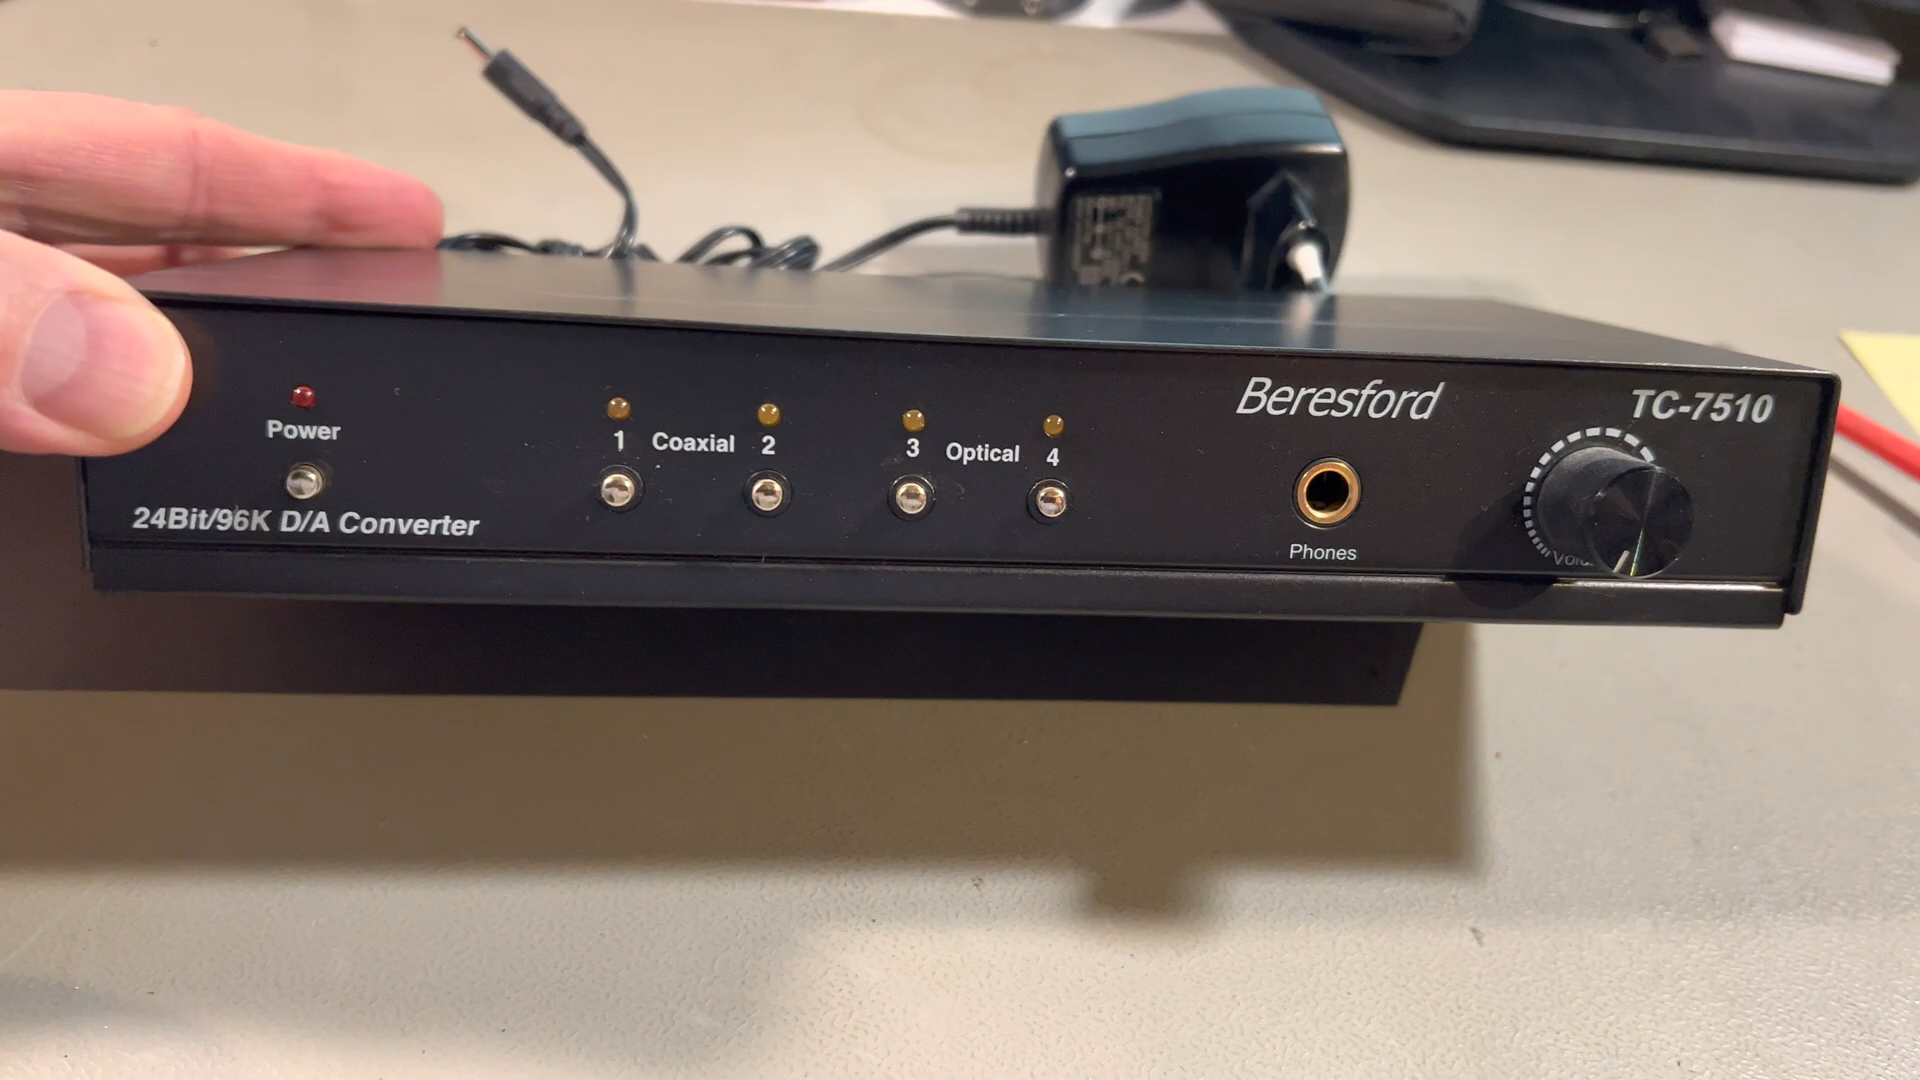 Beresford
TC-7510
Power
1 Coaxial 2
3 Optical 4
24Bit/96K D/A Converter
Phones